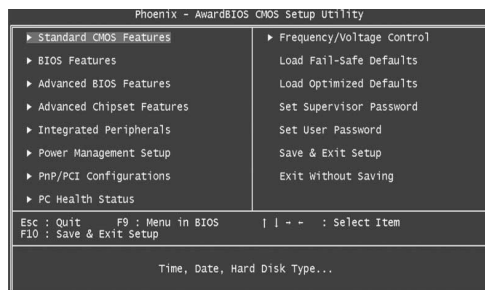 Phoenix - AwardBIOS CMOS Setup Utility
▶ Standard CMOS Features
▶ BIOS Features
▶ Advanced BIOS Features
▶ Advanced Chipset Features
▶ Integrated Peripherals
▶ Power Management Setup
▶ PnP/PCI Configurations
▶ PC Health Status
▶ Frequency/Voltage Control
Load Fail-Safe Defaults
Load Optimized Defaults
Set Supervisor Password
Set User Password
Save & Exit Setup
Exit Without Saving
Esc : Quit F9 : Menu in BIOS ↑ ↓ → ← : Select Item
F10 : Save & Exit Setup
Time, Date, Hard Disk Type...